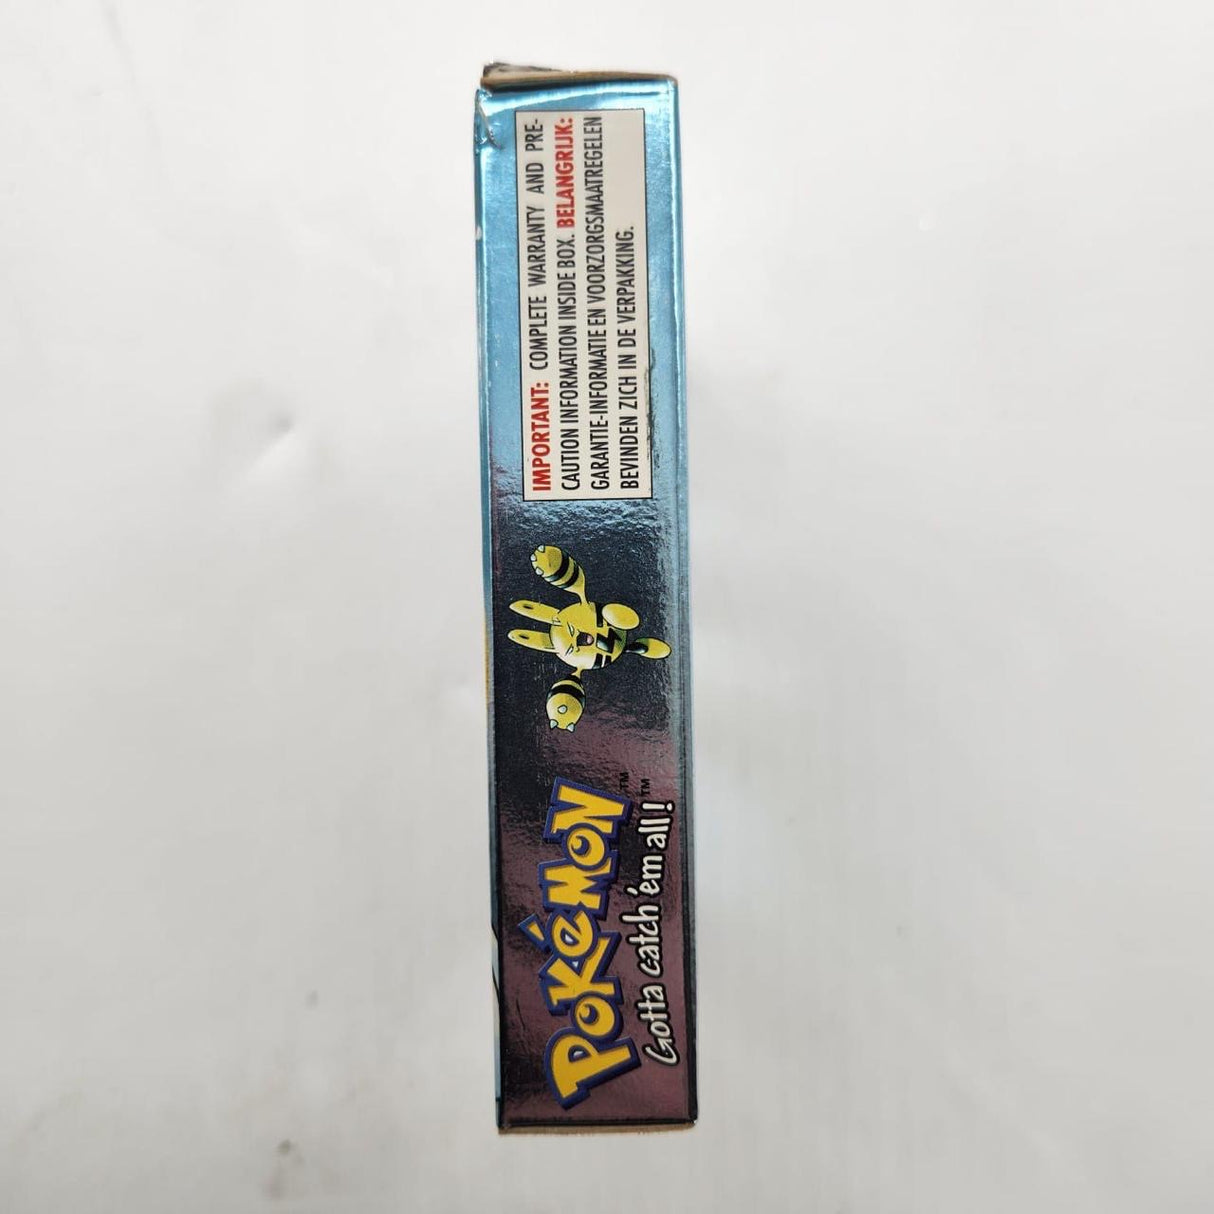 POKéMON™
Gotta catch 'em all!™
IMPORTANT: COMPLETE WARRANTY AND PRE-
CAUTION INFORMATION INSIDE BOX. BELANGRIJK:
GARANTIE-INFORMATIE EN VOORZORGSMAATREGELEN
BEVINDEN ZICH IN DE VERPAKKING.